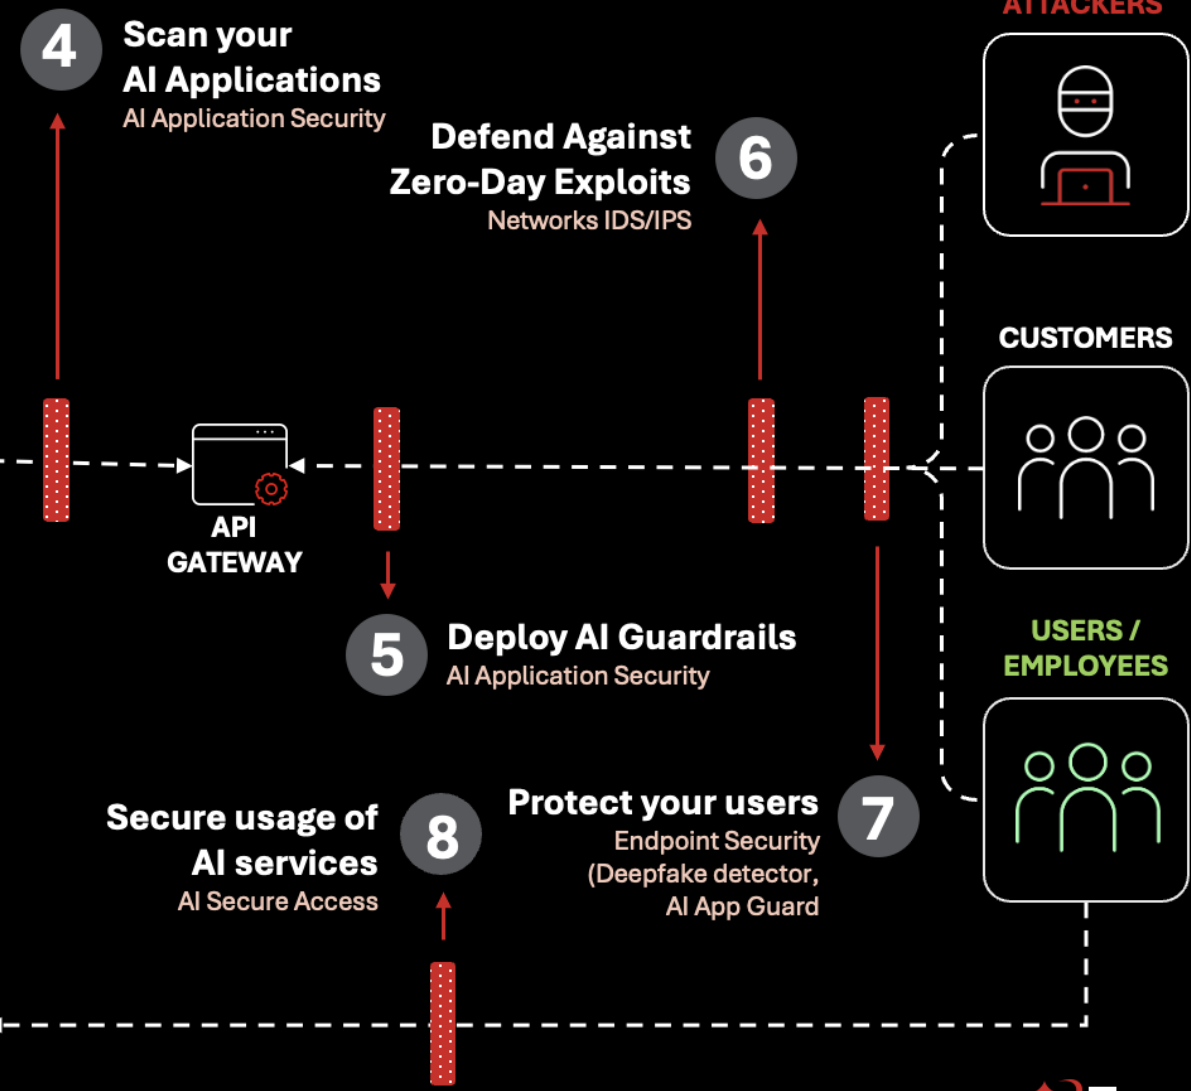 ATTACKERS
4
Scan your
AI Applications
AI Application Security
Defend Against
Zero-Day Exploits
Networks IDS/IPS
6
CUSTOMERS
API
GATEWAY
5
Deploy AI Guardrails
AI Application Security
USERS /
EMPLOYEES
Secure usage of
AI services
AI Secure Access
8
Protect your users
Endpoint Security
(Deepfake detector,
AI App Guard
7